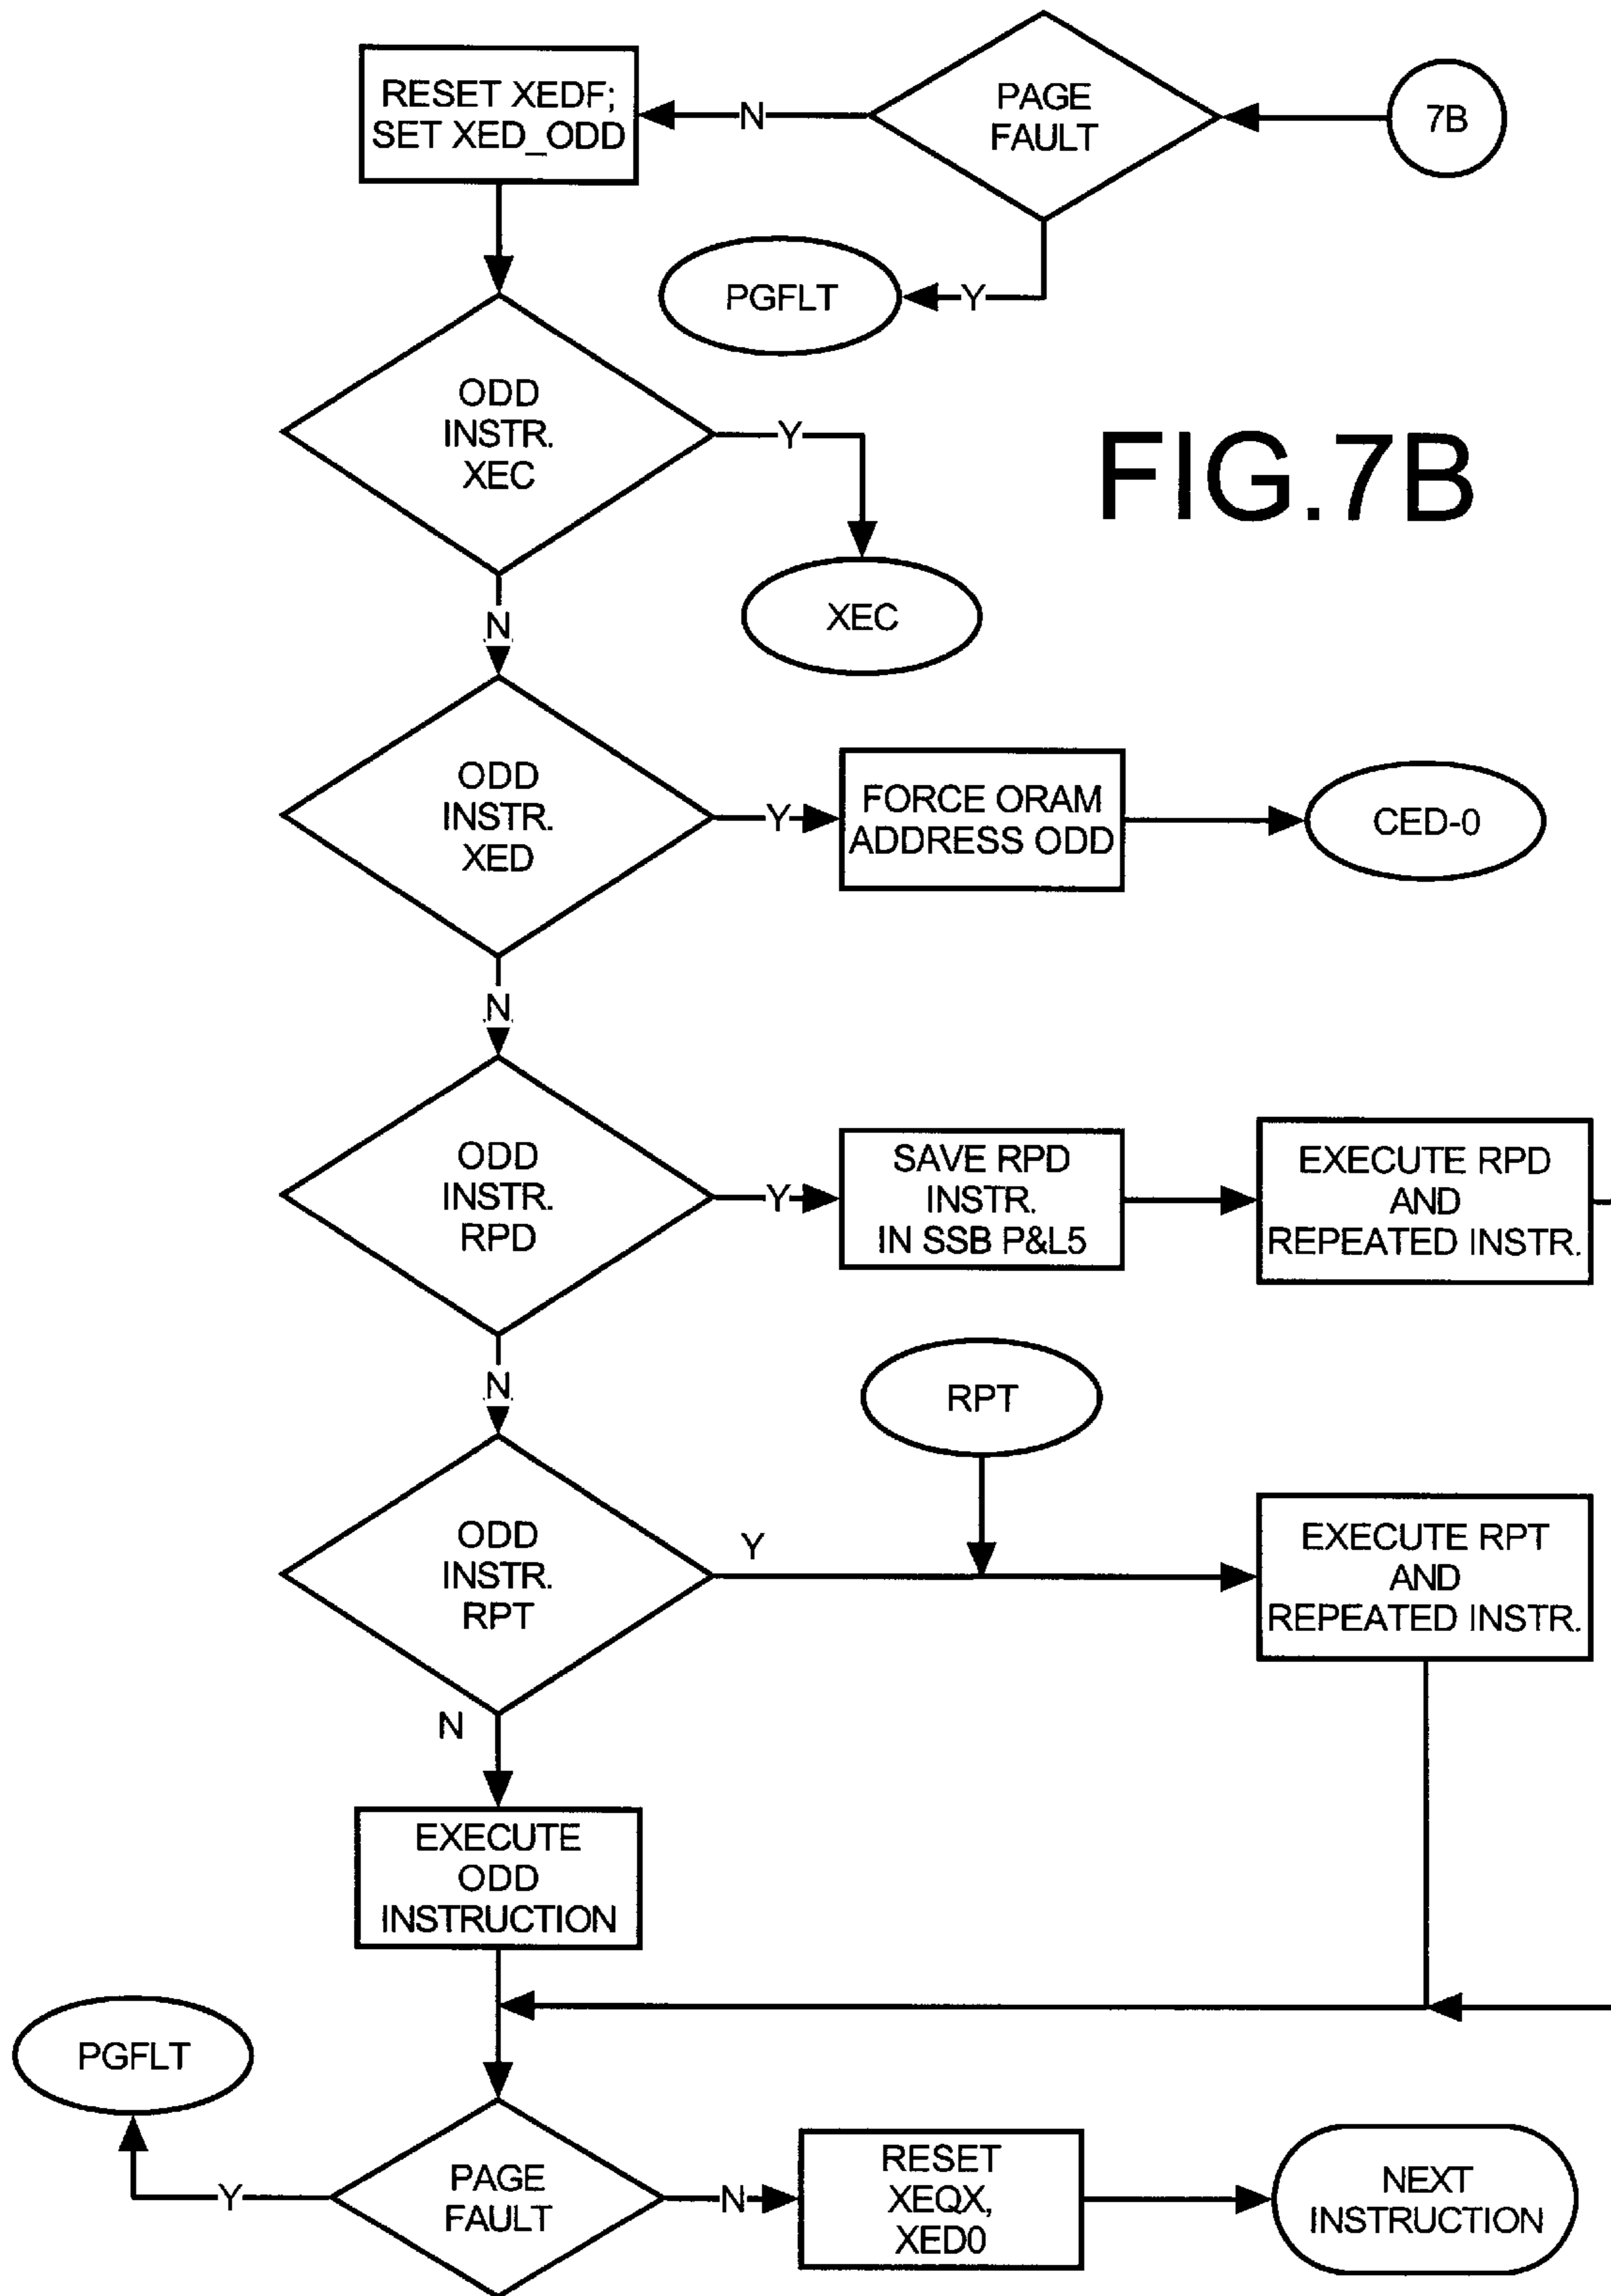 RESET XEDF;
SET XED_ODD
N
PAGE
FAULT
7B
PGFLT
Y
ODD
INSTR.
XEC
Y
FIG.7B
XEC
N
ODD
INSTR.
XED
Y
FORCE ORAM
ADDRESS ODD
CED-0
N
ODD
INSTR.
RPD
Y
SAVE RPD
INSTR.
IN SSB P&L5
EXECUTE RPD
AND
REPEATED INSTR.
N
RPT
ODD
INSTR.
RPT
Y
EXECUTE RPT
AND
REPEATED INSTR.
N
EXECUTE
ODD
INSTRUCTION
PGFLT
Y
PAGE
FAULT
N
RESET
XEQX,
XED0
NEXT
INSTRUCTION